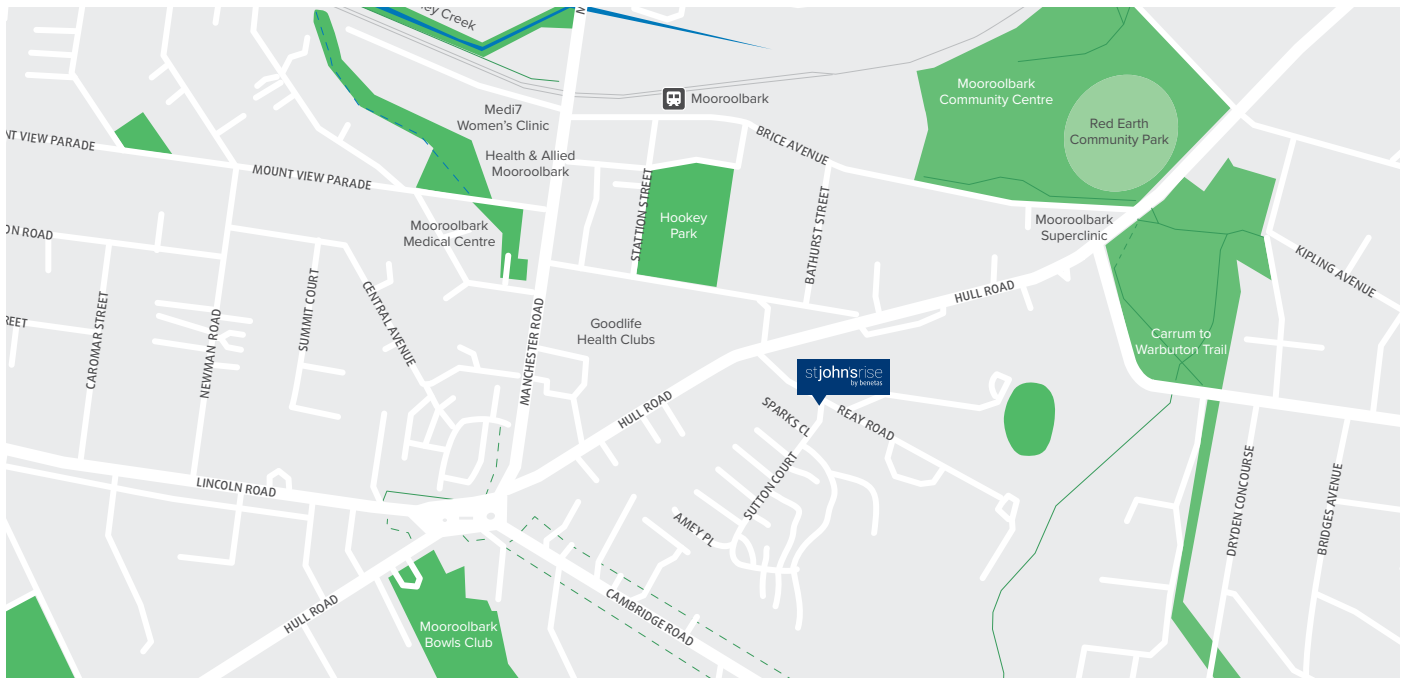 ey Creek
N
Mooroolbark
Mooroolbark
Community Centre
Red Earth
Community Park
Medi7
Women's Clinic
NT VIEW PARADE
BRICE AVENUE
Health & Allied
Mooroolbark
MOUNT VIEW PARADE
STATTION STREET
Hookey
Park
BATHURST STREET
Mooroolbark
Superclinic
Mooroolbark
Medical Centre
ON ROAD
KIPLING AVENUE
HULL ROAD
REET
CAROMAR STREET
NEWMAN ROAD
SUMMIT COURT
CENTRAL AVENUE
MANCHESTER ROAD
Goodlife
Health Clubs
Carrum to
Warburton Trail
stjohn'srise
by benetas
HULL ROAD
SPARKS CL
REAY ROAD
LINCOLN ROAD
SUTTON COURT
AMEY PL
DRYDEN CONCOURSE
BRIDGES AVENUE
HULL ROAD
CAMBRIDGE ROAD
Mooroolbark
Bowls Club